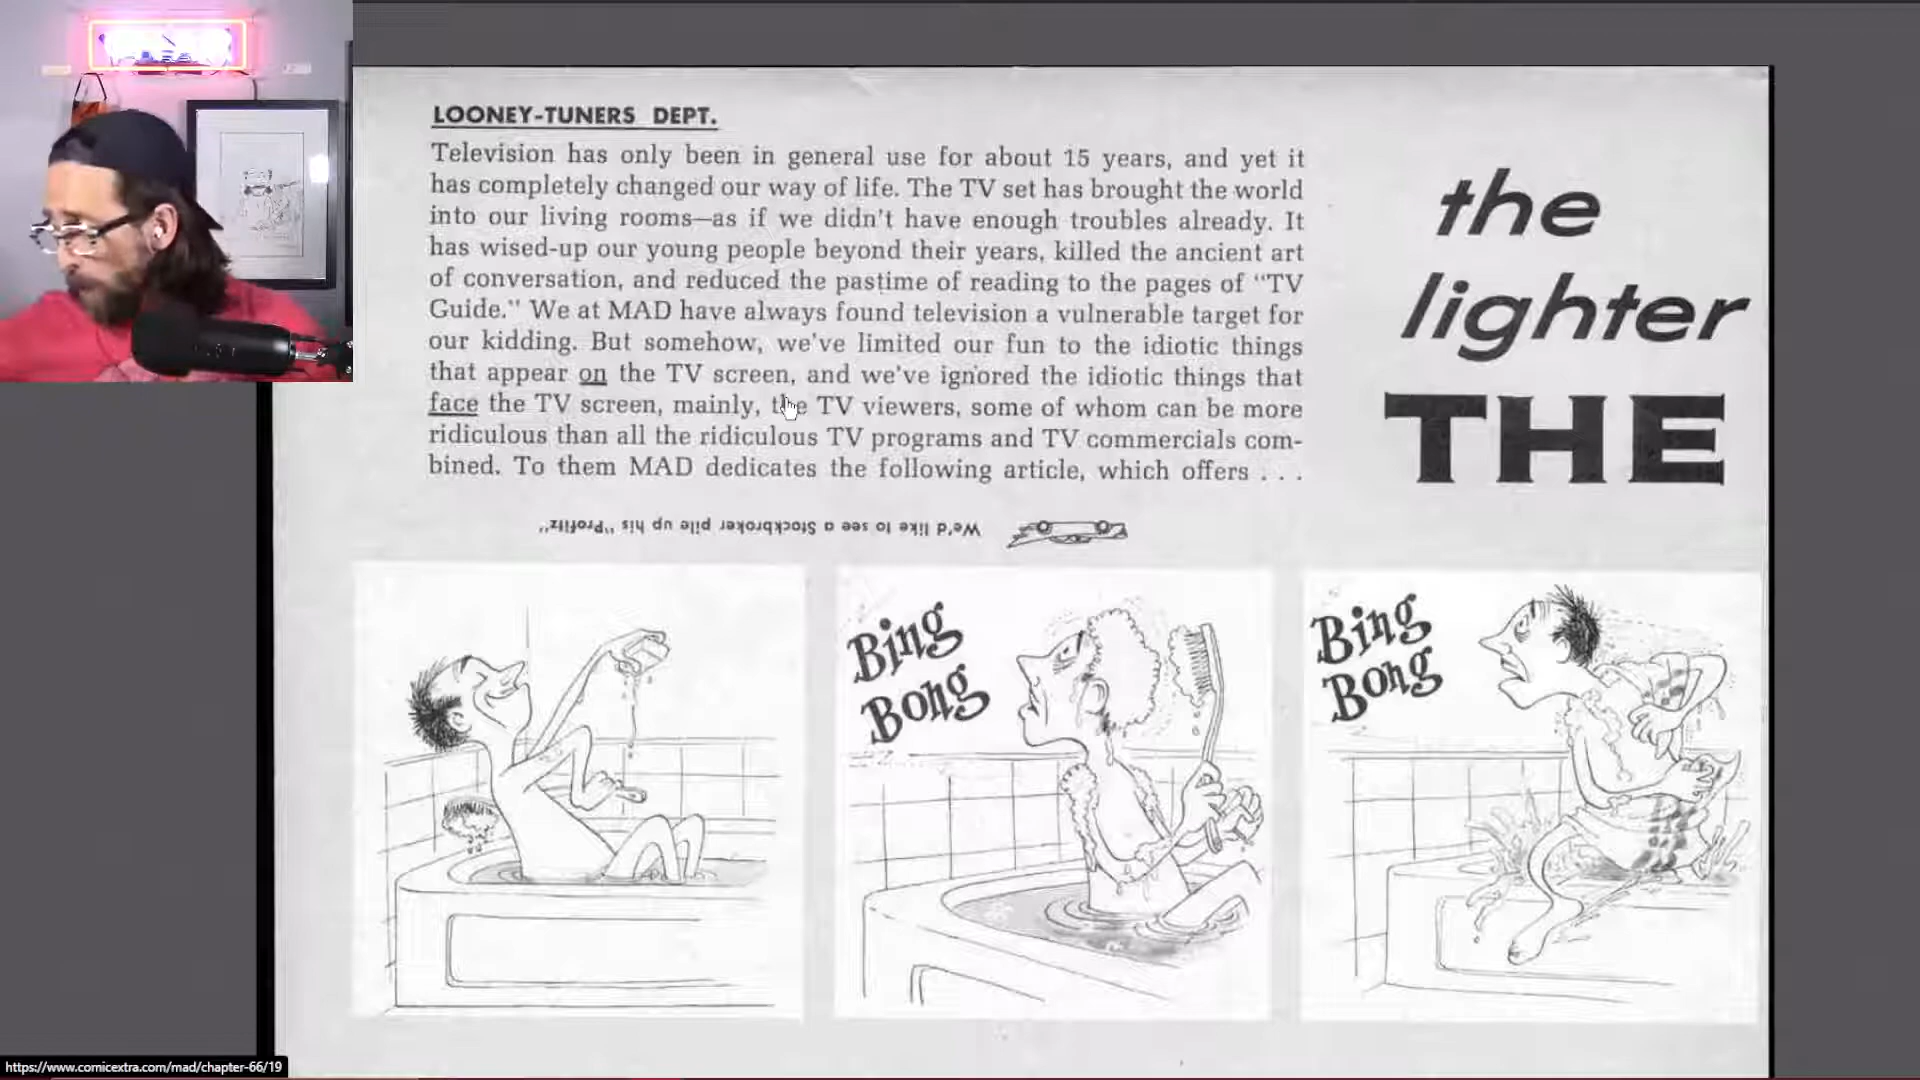 LOONEY-TUNERS DEPT.
Television has only been in general use for about 15 years, and yet it
has completely changed our way of life. The TV set has brought the world
into our living rooms—as if we didn't have enough troubles already. It
has wised-up our young people beyond their years, killed the ancient art
of conversation, and reduced the pastime of reading to the pages of "TV
Guide." We at MAD have always found television a vulnerable target for
our kidding. But somehow, we've limited our fun to the idiotic things
that appear on the TV screen, and we've ignored the idiotic things that
face the TV screen, mainly, the TV viewers, some of whom can be more
ridiculous than all the ridiculous TV programs and TV commercials com-
bined. To them MAD dedicates the following article, which offers . . .
the
lighter
THE
We'd like to see a Stockbroker pile up his "Profitz"
Bing
Bong
Bing
Bong
https://www.comicextra.com/mad/chapter-66/19